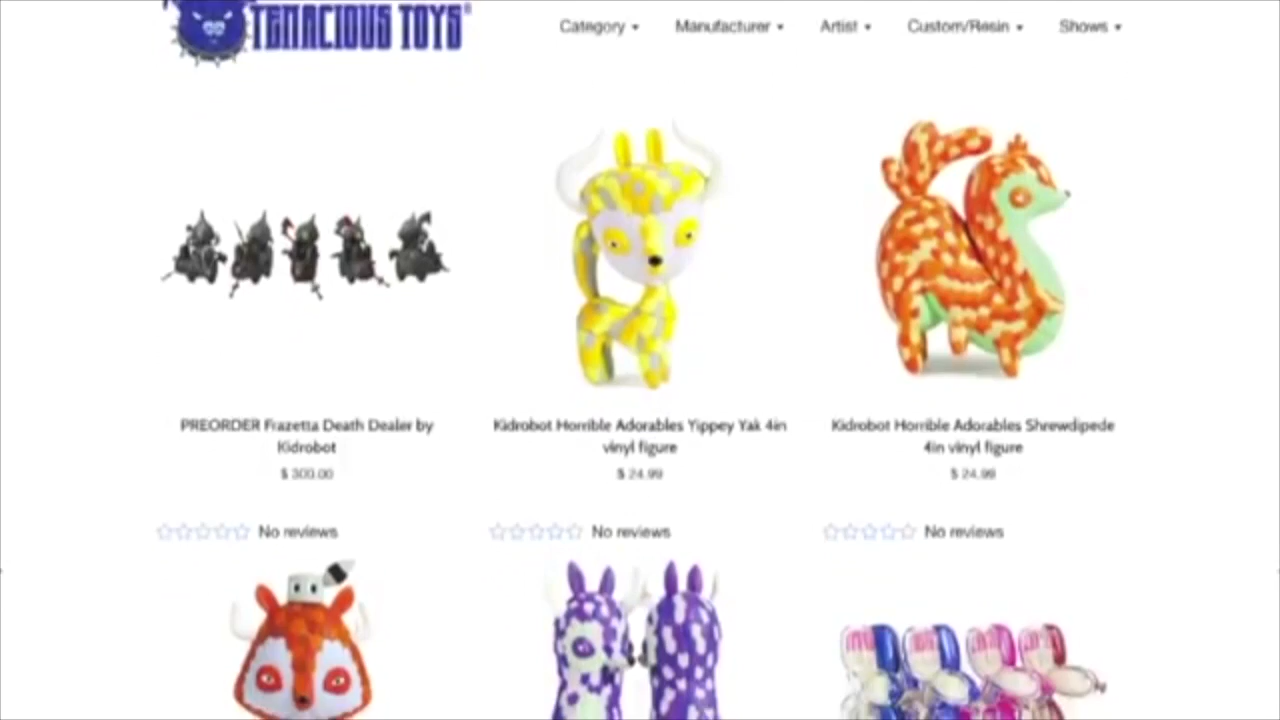 TENACIOUS TOYS
Category Manufacturer Artist Custom/Resin Shows
PREORDER Frazetta Death Dealer by
Kidrobot
$ 300.00
Kidrobot Horrible Adorables Yippey Yak 4in
vinyl figure
$ 24.99
Kidrobot Horrible Adorables Shrewdipede
4in vinyl figure
$ 24.99
No reviews
No reviews
No reviews